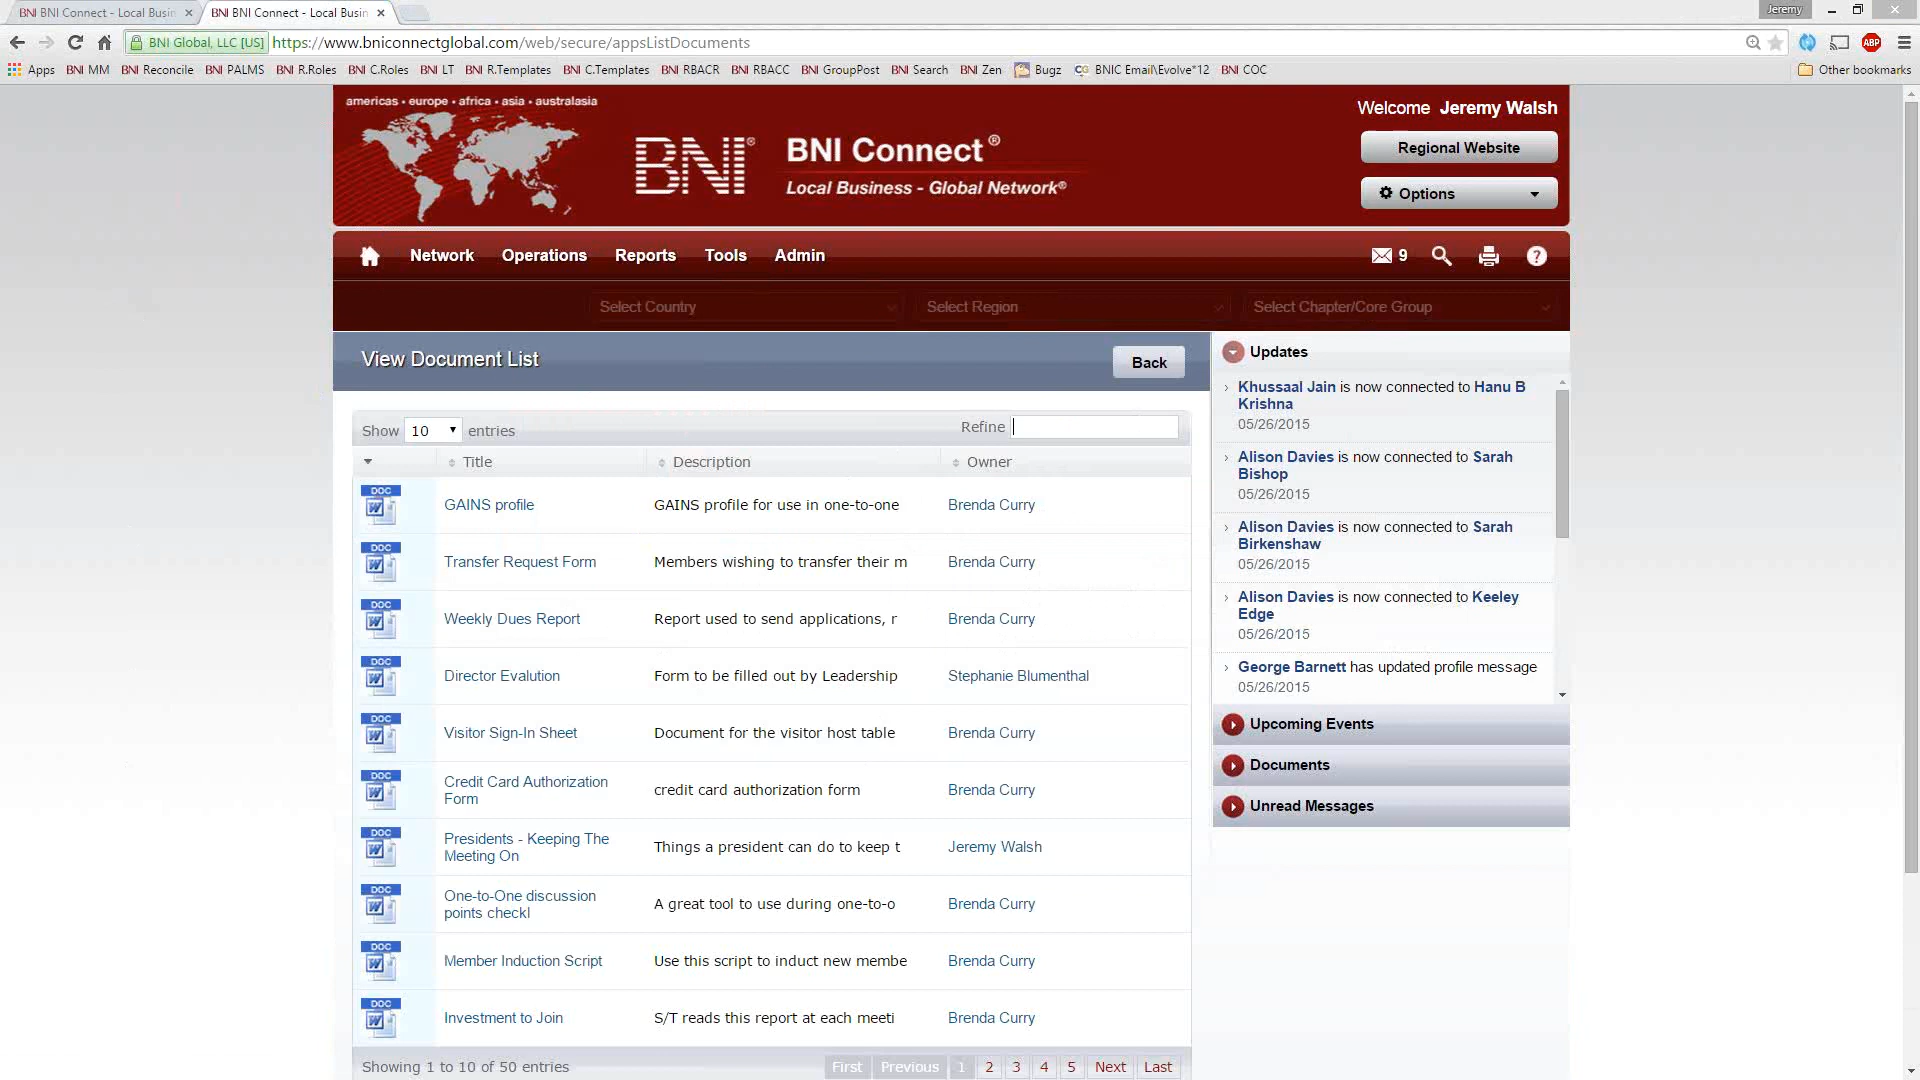 BNI BNI Connect - Local Busin
BNI BNI Connect - Local Busin
Jeremy
BNI Global, LLC [US] https://www.bniconnectglobal.com/web/secure/appsListDocuments
ABP
Apps BNI MM BNI Reconcile BNI PALMS BNI R.Roles BNI C.Roles BNI LT BNI R.Templates BNI C.Templates BNI RBACR BNI RBACC BNI GroupPost BNI Search BNI Zen Bugz BNIC Email\Evolve*12 BNI COC Other bookmarks
americas • europe • africa • asia • australasia
BNI® BNI Connect®
Local Business - Global Network®
Welcome Jeremy Walsh
Regional Website
Options
Network Operations Reports Tools Admin 9 ?
Select Country Select Region Select Chapter/Core Group
View Document List Back
Show 10 entries Refine
Title Description Owner
DOC W GAINS profile GAINS profile for use in one-to-one Brenda Curry
DOC W Transfer Request Form Members wishing to transfer their m Brenda Curry
DOC W Weekly Dues Report Report used to send applications, r Brenda Curry
DOC W Director Evalution Form to be filled out by Leadership Stephanie Blumenthal
DOC W Visitor Sign-In Sheet Document for the visitor host table Brenda Curry
DOC W Credit Card Authorization
Form credit card authorization form Brenda Curry
DOC W Presidents - Keeping The
Meeting On Things a president can do to keep t Jeremy Walsh
DOC W One-to-One discussion
points checkl A great tool to use during one-to-o Brenda Curry
DOC W Member Induction Script Use this script to induct new membe Brenda Curry
DOC W Investment to Join S/T reads this report at each meeti Brenda Curry
Showing 1 to 10 of 50 entries First Previous 1 2 3 4 5 Next Last
Updates
Khussaal Jain is now connected to Hanu B
Krishna
05/26/2015
Alison Davies is now connected to Sarah
Bishop
05/26/2015
Alison Davies is now connected to Sarah
Birkenshaw
05/26/2015
Alison Davies is now connected to Keeley
Edge
05/26/2015
George Barnett has updated profile message
05/26/2015
Upcoming Events
Documents
Unread Messages